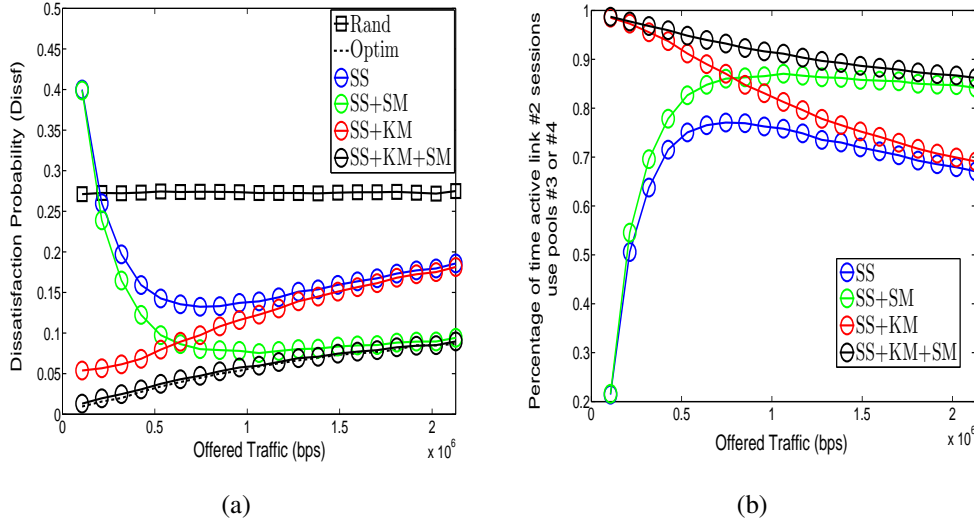 Dissatisfaction Probability (Dissf)
0.5
0.45
0.4
0.35
0.3
0.25
0.2
0.15
0.1
0.05
0
0 0.5 1 1.5 2
x 10^6
Offered Traffic (bps)
Rand
Optim
SS
SS+SM
SS+KM
SS+KM+SM
(a)
Percentage of time active link #2 sessions
use pools #3 or #4
1
0.9
0.8
0.7
0.6
0.5
0.4
0.3
0.2
0 0.5 1 1.5 2
x 10^6
Offered Traffic (bps)
SS
SS+SM
SS+KM
SS+KM+SM
(b)